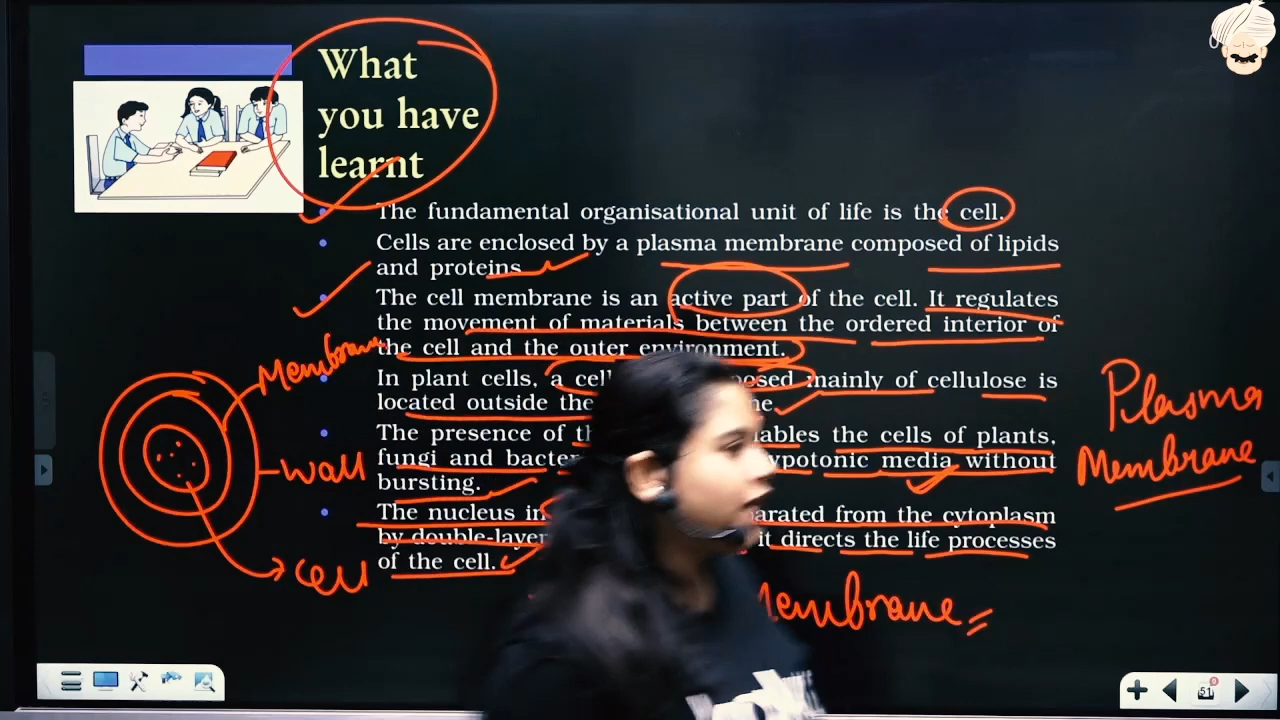 What
you have
learnt
The fundamental organisational unit of life is the cell.
Cells are enclosed by a plasma membrane composed of lipids
and proteins
The cell membrane is an active part of the cell. It regulates
the movement of materials between the ordered interior of
the cell and the outer environment.
In plant cells, a cell posed mainly of cellulose is
located outside the
The presence of ables the cells of plants,
fungi and bacter ypotonic media without
bursting.
The nucleus in parated from the cytoplasm
by double-layer it directs the life processes
of the cell.
Membrane
wall
cell
Plasma
Membrane
Membrane
51